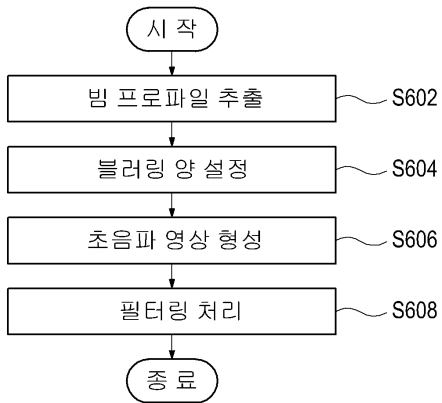 시 작
빔 프로파일 추출 S602
블러링 양 설정 S604
초음파 영상 형성 S606
필터링 처리 S608
종 료